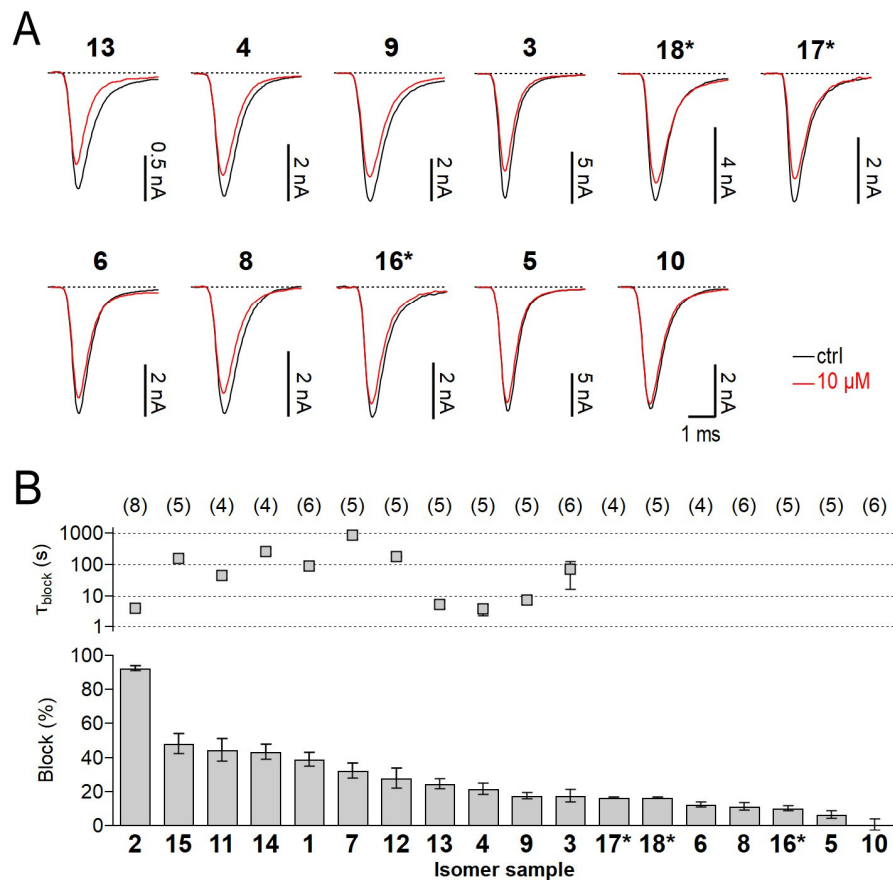 A
13 4 9 3 18* 17*
0.5 nA 2 nA 2 nA 5 nA 4 nA 2 nA
6 8 16* 5 10
2 nA 2 nA 2 nA 5 nA 2 nA
1 ms
ctrl
10 µM
B
(8) (5) (4) (4) (6) (5) (5) (5) (5) (5) (6) (4) (5) (4) (6) (5) (5) (6)
τblock (s)
1000
100
10
1
Block (%)
100
80
60
40
20
0
2 15 11 14 1 7 12 13 4 9 3 17* 18* 6 8 16* 5 10
Isomer sample